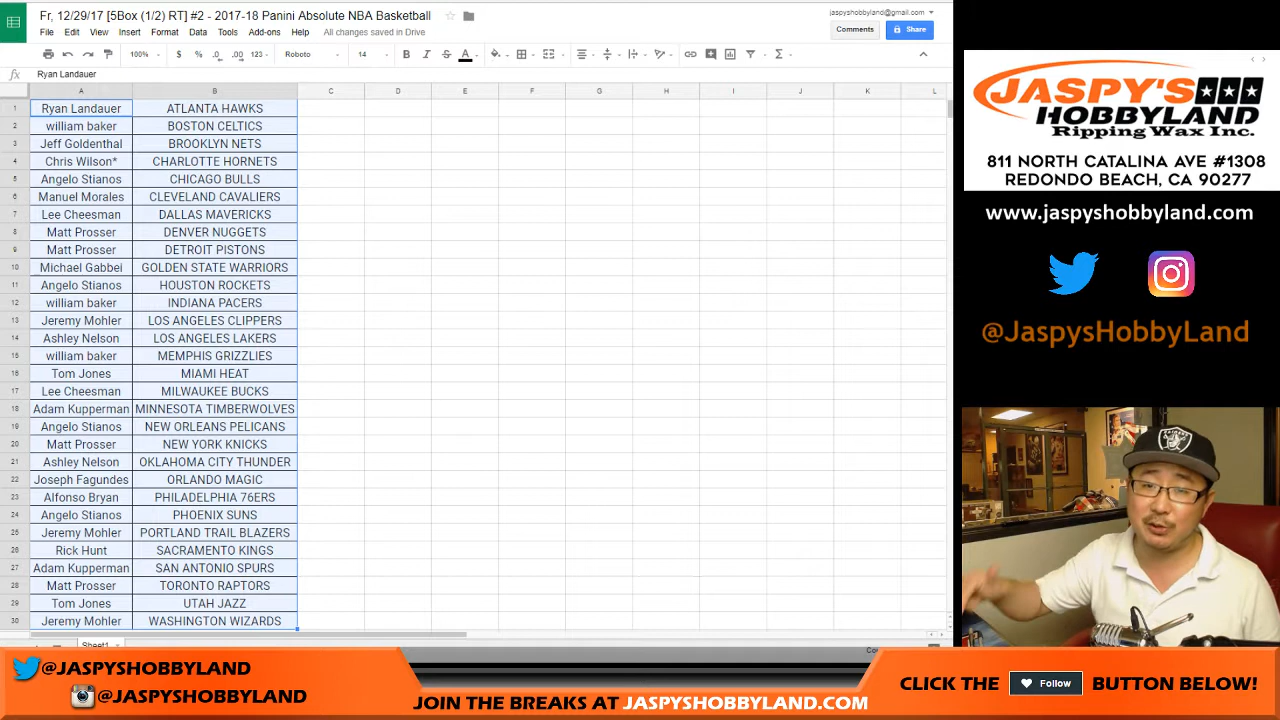 Fr, 12/29/17 [5Box (1/2) RT] #2 - 2017-18 Panini Absolute NBA Basketball
jaspyshobbyland@gmail.com
File Edit View Insert Format Data Tools Add-ons Help All changes saved in Drive
Comments Share
100% $ % .0 .00 123 Roboto 14 B I S A
fx Ryan Landauer
A B C D E F G H I J K L
1 Ryan Landauer ATLANTA HAWKS
2 william baker BOSTON CELTICS
3 Jeff Goldenthal BROOKLYN NETS
4 Chris Wilson* CHARLOTTE HORNETS
5 Angelo Stianos CHICAGO BULLS
6 Manuel Morales CLEVELAND CAVALIERS
7 Lee Cheesman DALLAS MAVERICKS
8 Matt Prosser DENVER NUGGETS
9 Matt Prosser DETROIT PISTONS
10 Michael Gabbei GOLDEN STATE WARRIORS
11 Angelo Stianos HOUSTON ROCKETS
12 william baker INDIANA PACERS
13 Jeremy Mohler LOS ANGELES CLIPPERS
14 Ashley Nelson LOS ANGELES LAKERS
15 william baker MEMPHIS GRIZZLIES
16 Tom Jones MIAMI HEAT
17 Lee Cheesman MILWAUKEE BUCKS
18 Adam Kupperman MINNESOTA TIMBERWOLVES
19 Angelo Stianos NEW ORLEANS PELICANS
20 Matt Prosser NEW YORK KNICKS
21 Ashley Nelson OKLAHOMA CITY THUNDER
22 Joseph Fagundes ORLANDO MAGIC
23 Alfonso Bryan PHILADELPHIA 76ERS
24 Angelo Stianos PHOENIX SUNS
25 Jeremy Mohler PORTLAND TRAIL BLAZERS
26 Rick Hunt SACRAMENTO KINGS
27 Adam Kupperman SAN ANTONIO SPURS
28 Matt Prosser TORONTO RAPTORS
29 Tom Jones UTAH JAZZ
30 Jeremy Mohler WASHINGTON WIZARDS
Sheet1
JASPY'S
HOBBYLAND
Ripping Wax Inc.
811 NORTH CATALINA AVE #1308
REDONDO BEACH, CA 90277
www.jaspyshobbyland.com
@JaspysHobbyLand
RAIDERS
@JASPYSHOBBYLAND
@JASPYSHOBBYLAND
JOIN THE BREAKS AT JASPYSHOBBYLAND.COM
CLICK THE Follow BUTTON BELOW!